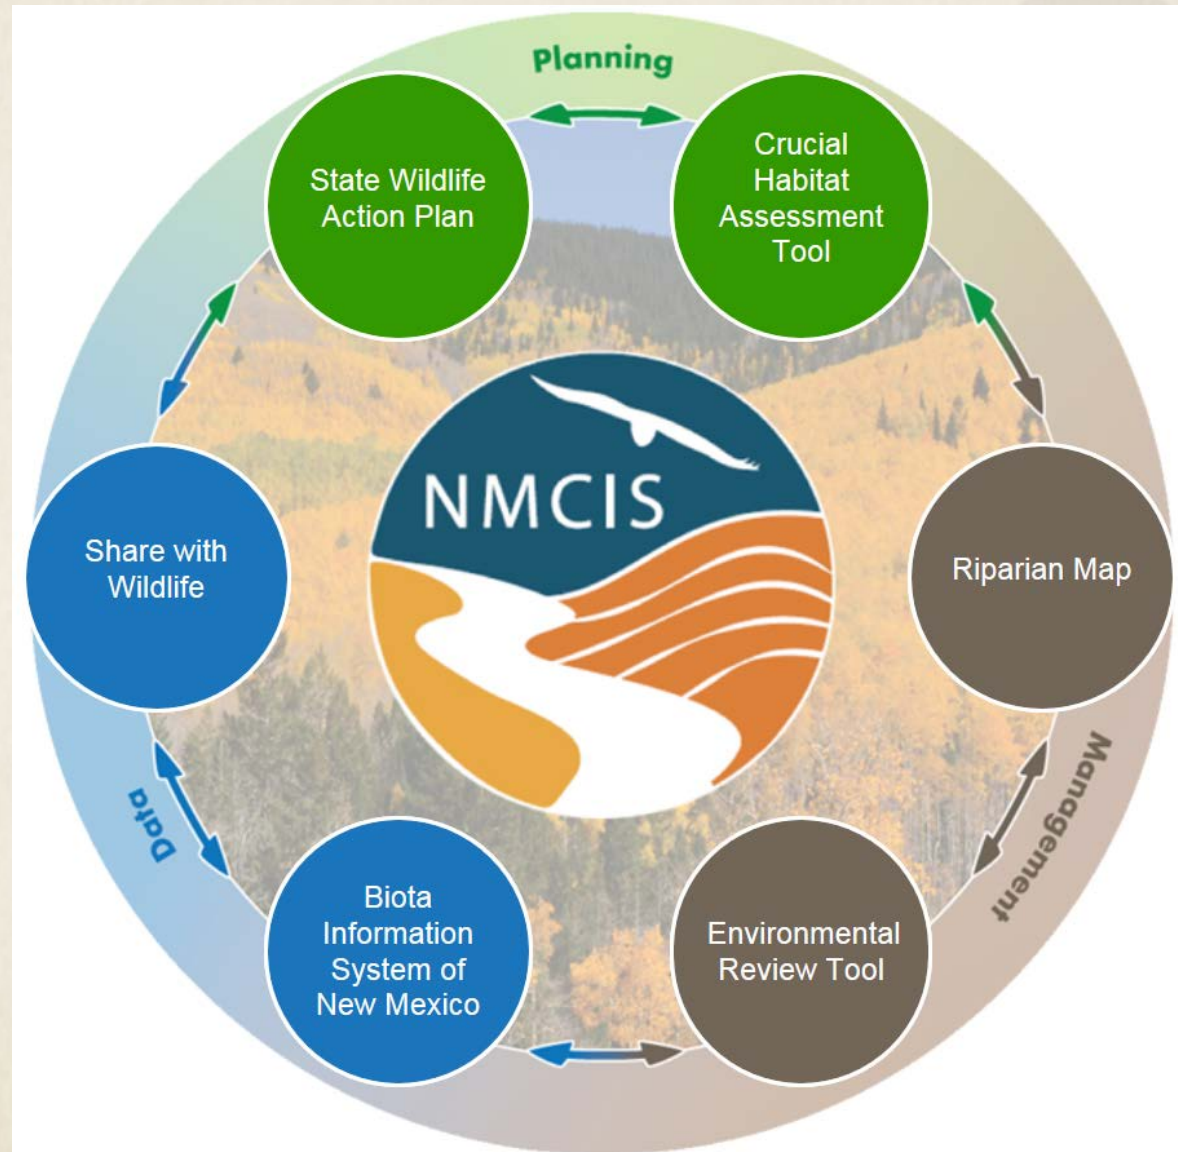 Planning
State Wildlife
Action Plan
Crucial
Habitat
Assessment
Tool
NMCIS
Share with
Wildlife
Riparian Map
Data
Management
Biota
Information
System of
New Mexico
Environmental
Review Tool